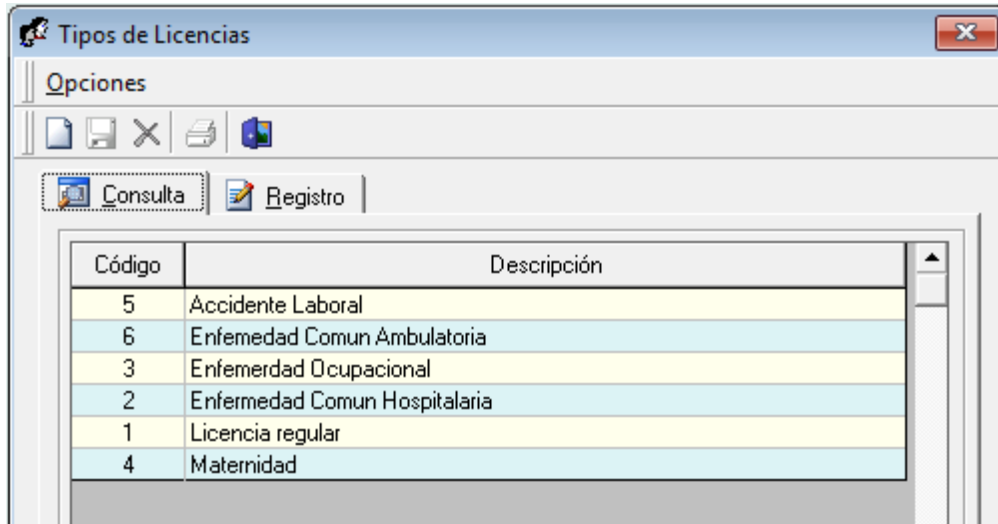 Tipos de Licencias
Opciones
Consulta Registro
Código Descripción
5 Accidente Laboral
6 Enfemedad Comun Ambulatoria
3 Enfemerdad Ocupacional
2 Enfermedad Comun Hospitalaria
1 Licencia regular
4 Maternidad